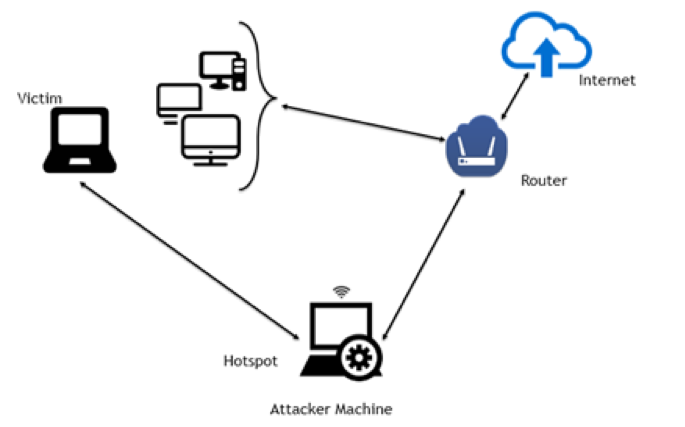 Internet
Victim
Router
Hotspot
Attacker Machine